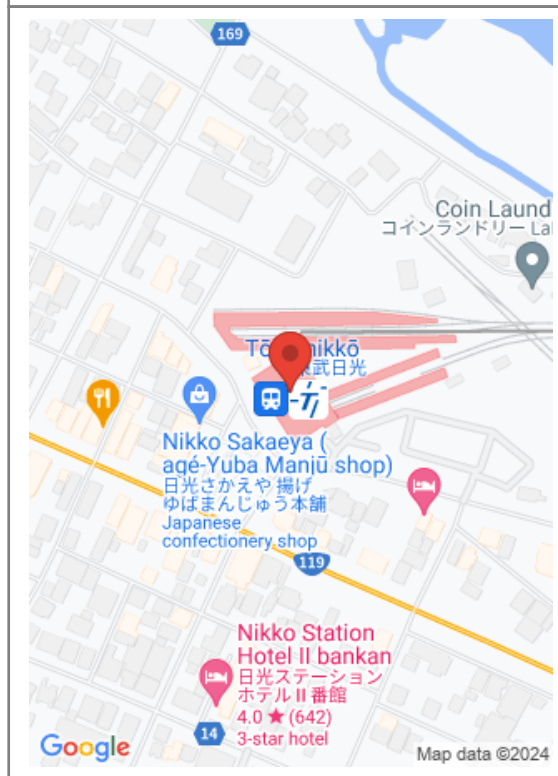 169
Coin Laund
コインランドリー La
Tō
nikkō
武日光
Nikko Sakaeya (
agé-Yuba Manjū shop)
日光さかえや 揚げ
ゆばまんじゅう本舗
Japanese
confectionery shop
119
Nikko Station
Hotel II bankan
日光ステーション
ホテルⅡ番館
4.0 ★ (642)
3-star hotel
14
Google
Map data ©2024